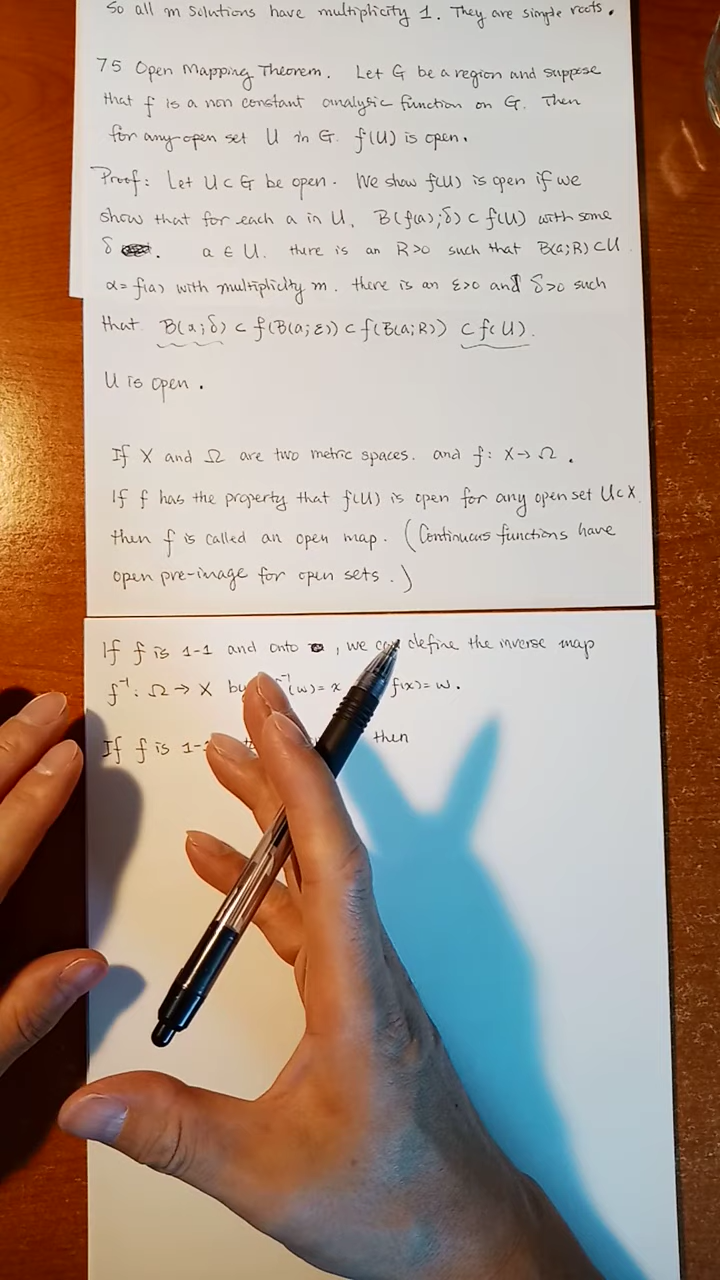 So all m solutions have multiplicity 1. They are simple roots.
75 Open Mapping Theorem. Let G be a region and suppose
that f is a non constant analytic function on G. Then
for any open set U in G. f(U) is open.
Proof: Let U ⊂ G be open. We show f(U) is open if we
show that for each a in U, B(f(a); δ) ⊂ f(U) with some
δ . a ∈ U. there is an R>0 such that B(a;R) ⊂ U.
α = f(a) with multiplicity m. there is an ε>0 and δ>0 such
that B(α;δ) ⊂ f(B(a;ε)) ⊂ f(B(a;R)) ⊂ f(U).
U is open.
If X and Ω are two metric spaces. and f: X → Ω.
If f has the property that f(U) is open for any open set U ⊂ X.
then f is called an open map. (Continuous functions have
open pre-image for open sets.)
If f is 1-1 and onto , we can define the inverse map
f⁻¹: Ω → X by (w) = x f(x) = w.
If f is 1-1 then